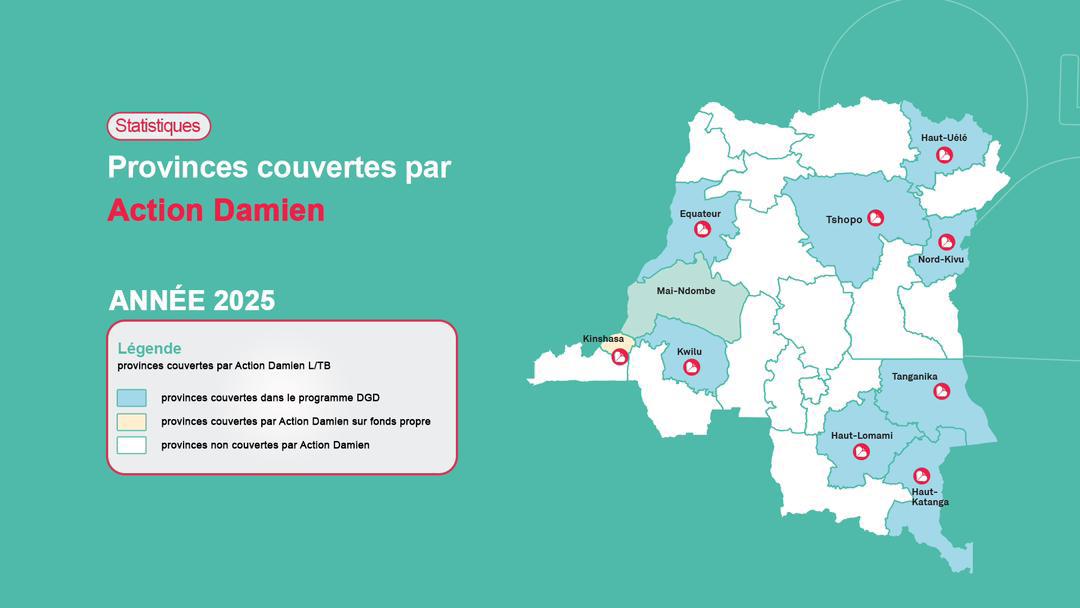 Statistiques
Provinces couvertes par
Action Damien
ANNÉE 2025
Légende
provinces couvertes par Action Damien L/TB
provinces couvertes dans le programme DGD
provinces couvertes par Action Damien sur fonds propre
provinces non couvertes par Action Damien
Haut-Uélé
Equateur
Tshopo
Nord-Kivu
Mai-Ndombe
Kinshasa
Kwilu
Tanganika
Haut-Lomami
Haut-
Katanga